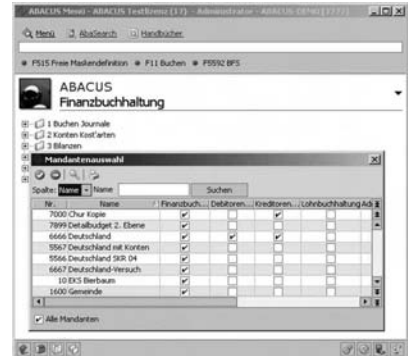 ABACUS Menü - ABACUS Testlizenz (17) - Administrator - ABACUS-DEMO [7777]
Menü AbaSearch Handbücher
F515 Freie Maskendefinition F11 Buchen F5592 BFS
ABACUS
Finanzbuchhaltung
1 Buchen Journale
2 Konten Kost'arten
3 Bilanzen
Mandantenauswahl
Spalte: Name Name Suchen
Nr. Name Finanzbuch... Debitoren... Kreditoren... Lohnbuchhaltung Ad
7000 Chur Kopie
7899 Detailbudget 2. Ebene
6666 Deutschland
5567 Deutschland mit Konten
5566 Deutschland SKR 04
6667 Deutschland-Versuch
10 EKS Bierbaum
1600 Gemeinde
Alle Mandanten